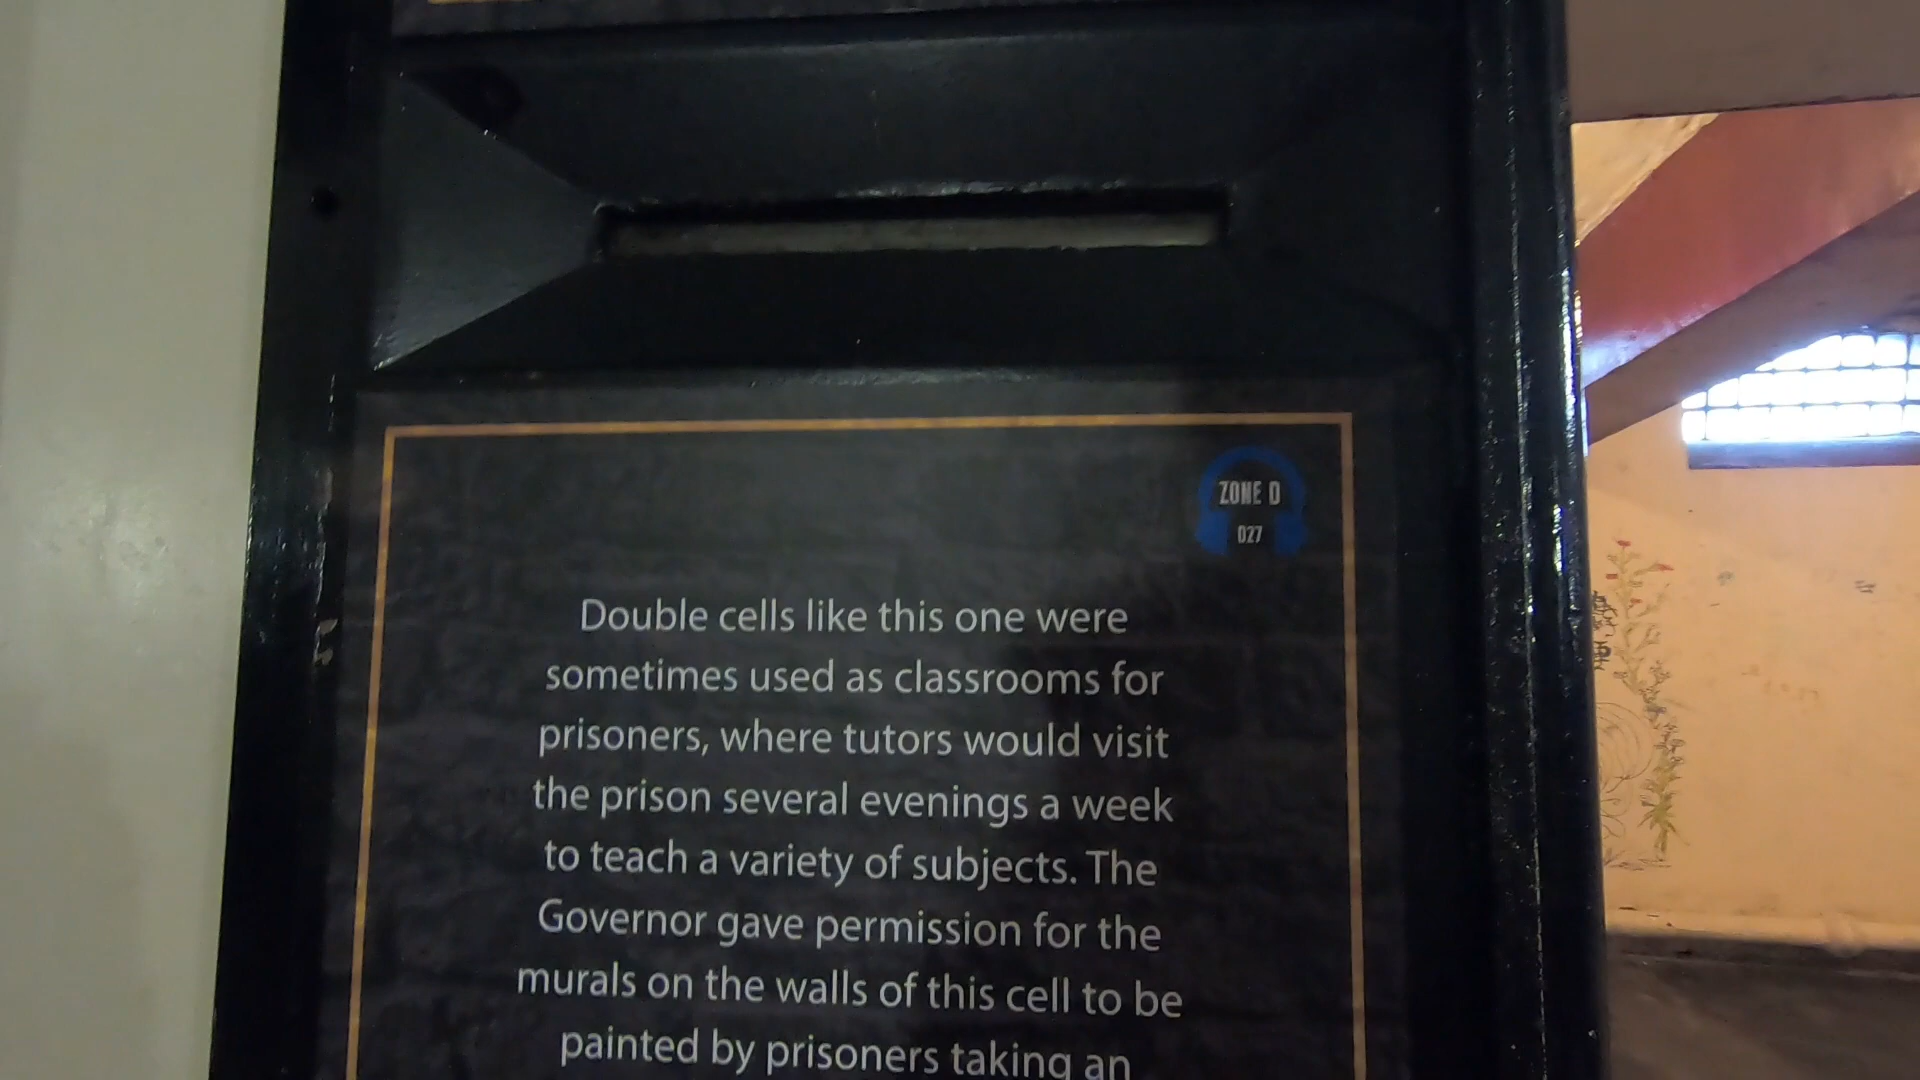 ZONE D
027
Double cells like this one were
sometimes used as classrooms for
prisoners, where tutors would visit
the prison several evenings a week
to teach a variety of subjects. The
Governor gave permission for the
murals on the walls of this cell to be
painted by prisoners taking an